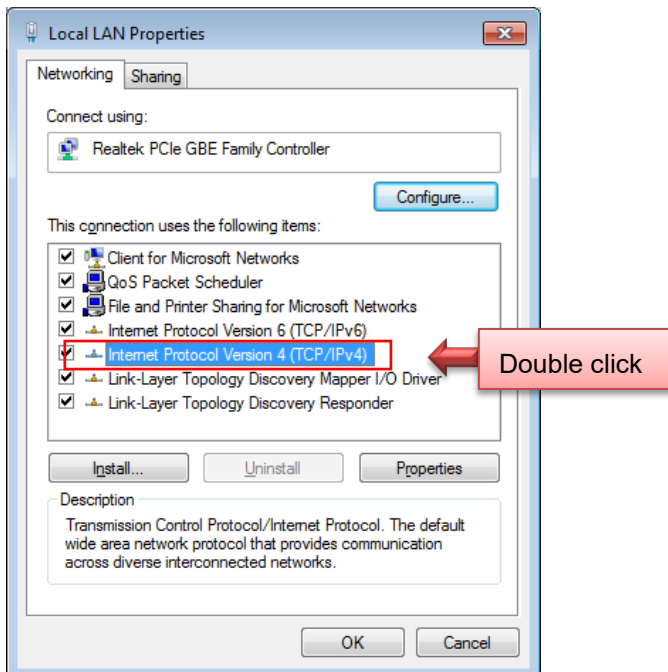 Local LAN Properties
Networking Sharing
Connect using:
Realtek PCIe GBE Family Controller
Configure...
This connection uses the following items:
Client for Microsoft Networks
QoS Packet Scheduler
File and Printer Sharing for Microsoft Networks
Internet Protocol Version 6 (TCP/IPv6)
Internet Protocol Version 4 (TCP/IPv4)
Double click
Link-Layer Topology Discovery Mapper I/O Driver
Link-Layer Topology Discovery Responder
Install... Uninstall Properties
Description
Transmission Control Protocol/Internet Protocol. The default
wide area network protocol that provides communication
across diverse interconnected networks.
OK Cancel